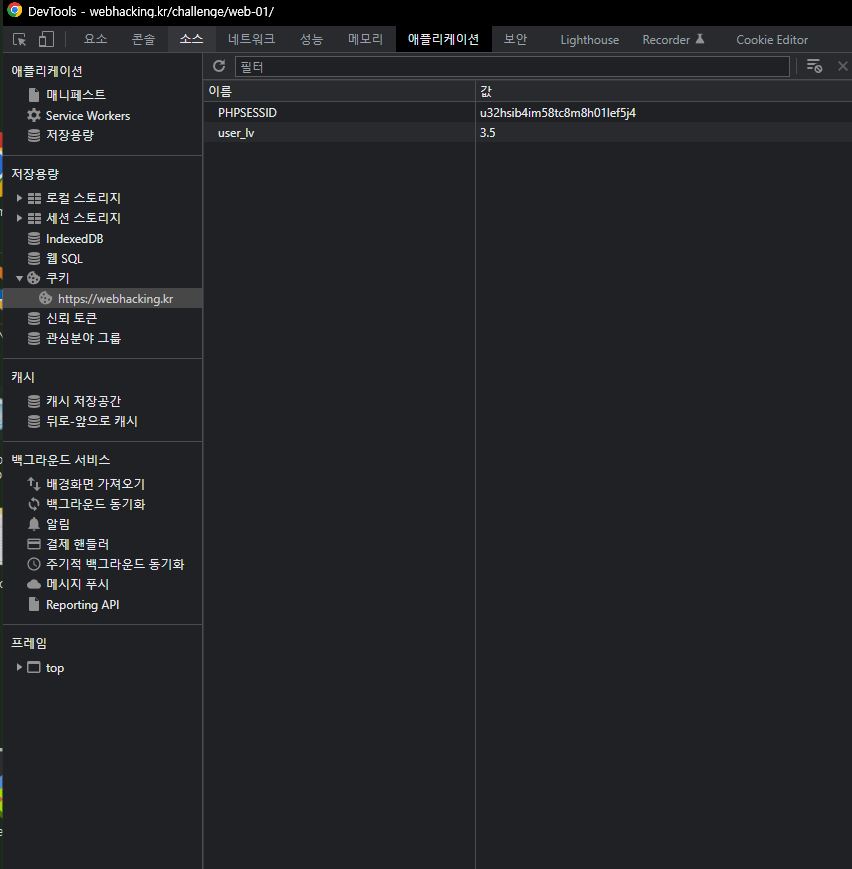 DevTools - webhacking.kr/challenge/web-01/
요소 콘솔 소스 네트워크 성능 메모리 애플리케이션 보안 Lighthouse Recorder Cookie Editor
애플리케이션
매니페스트
Service Workers
저장용량
저장용량
로컬 스토리지
세션 스토리지
IndexedDB
웹 SQL
쿠키
https://webhacking.kr
신뢰 토큰
관심분야 그룹
캐시
캐시 저장공간
뒤로-앞으로 캐시
백그라운드 서비스
배경화면 가져오기
백그라운드 동기화
알림
결제 핸들러
주기적 백그라운드 동기화
메시지 푸시
Reporting API
프레임
top
필터
이름 값
PHPSESSID u32hsib4im58tc8m8h01lef5j4
user_lv 3.5